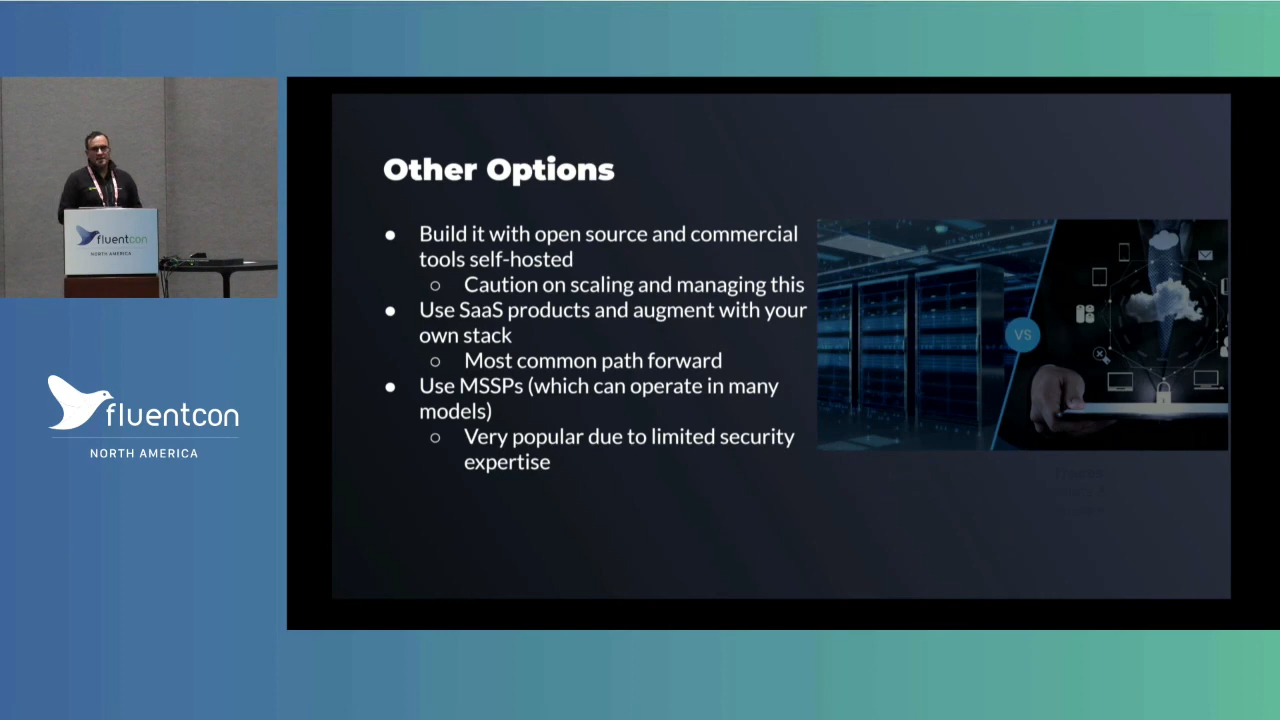 fluentcon
NORTH AMERICA
fluentcon
NORTH AMERICA
Other Options
● Build it with open source and commercial
tools self-hosted
○ Caution on scaling and managing this
● Use SaaS products and augment with your
own stack
○ Most common path forward
● Use MSSPs (which can operate in many
models)
○ Very popular due to limited security
expertise
VS